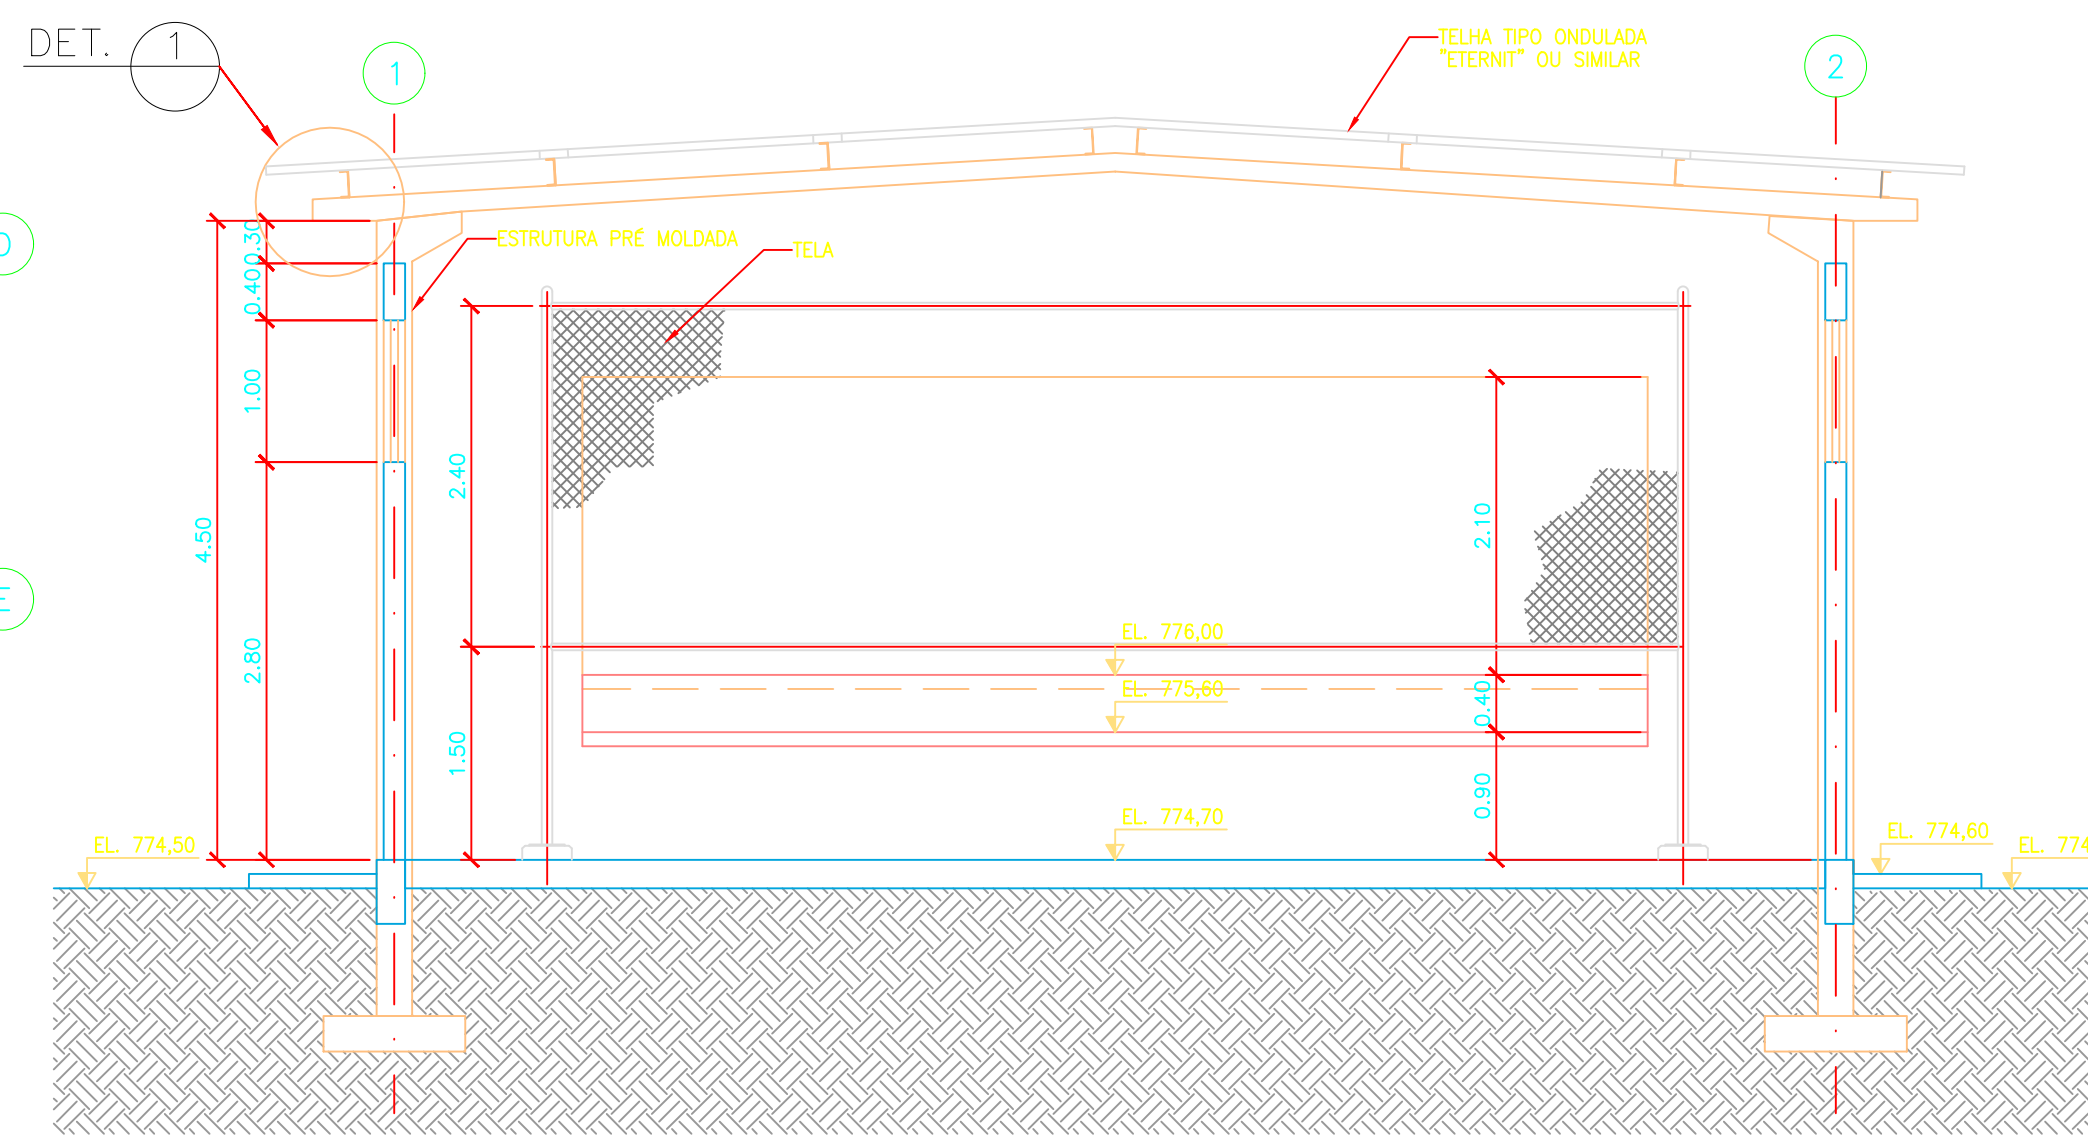 DET. 1
1
2
TELHA TIPO ONDULADA
"ETERNIT" OU SIMILAR
ESTRUTURA PRÉ MOLDADA
TELA
0.30
0.40
1.00
2.80
4.50
2.40
1.50
2.10
0.40
0.90
EL. 776,00
EL. 775,60
EL. 774,70
EL. 774,50
EL. 774,60
EL. 774